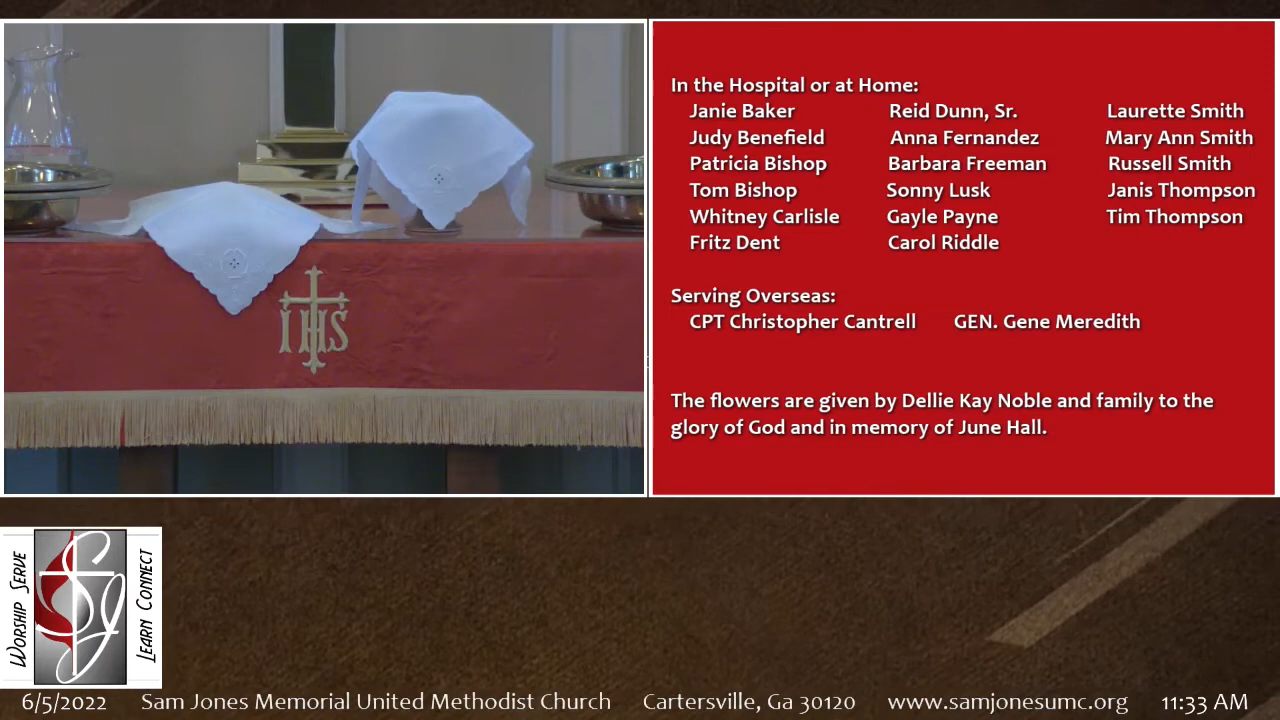 In the Hospital or at Home:
Janie Baker Reid Dunn, Sr. Laurette Smith
Judy Benefield Anna Fernandez Mary Ann Smith
Patricia Bishop Barbara Freeman Russell Smith
Tom Bishop Sonny Lusk Janis Thompson
Whitney Carlisle Gayle Payne Tim Thompson
Fritz Dent Carol Riddle
Serving Overseas:
CPT Christopher Cantrell GEN. Gene Meredith
The flowers are given by Dellie Kay Noble and family to the
glory of God and in memory of June Hall.
IHS
Worship Serve
SJ
Learn Connect
6/5/2022 Sam Jones Memorial United Methodist Church Cartersville, Ga 30120 www.samjonesumc.org 11:33 AM